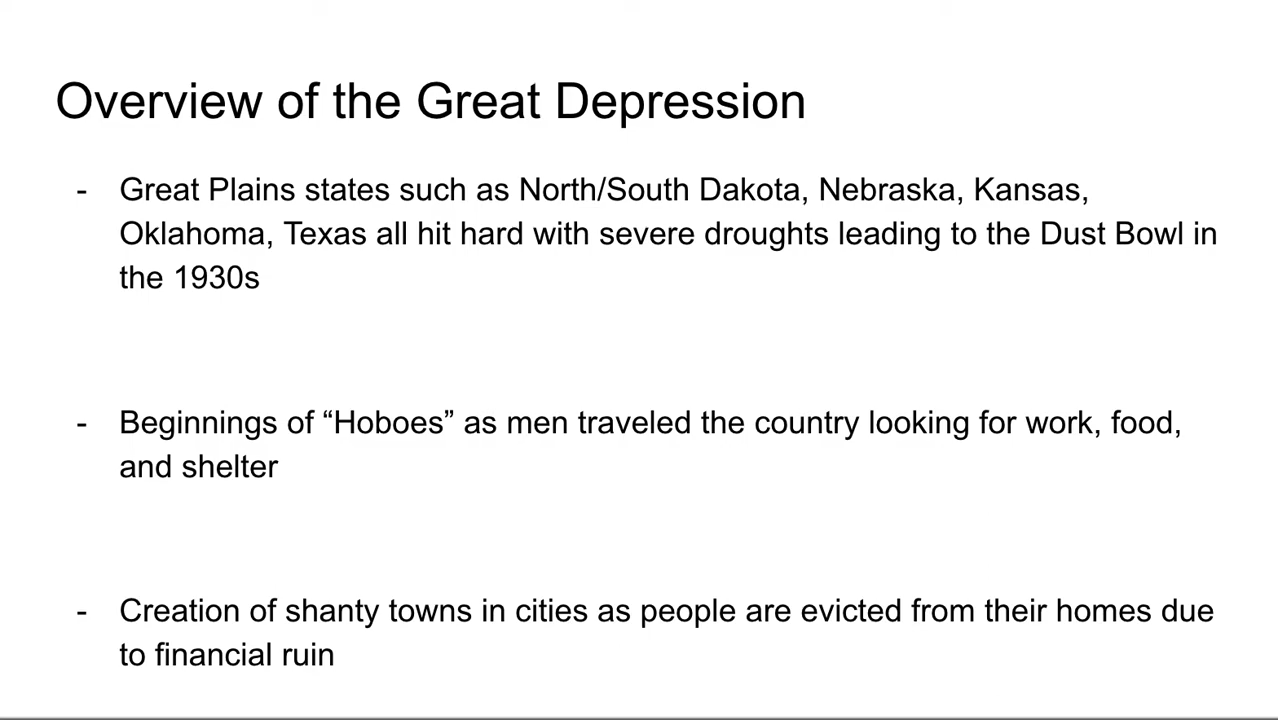 Overview of the Great Depression
- Great Plains states such as North/South Dakota, Nebraska, Kansas,
Oklahoma, Texas all hit hard with severe droughts leading to the Dust Bowl in
the 1930s
- Beginnings of “Hoboes” as men traveled the country looking for work, food,
and shelter
- Creation of shanty towns in cities as people are evicted from their homes due
to financial ruin